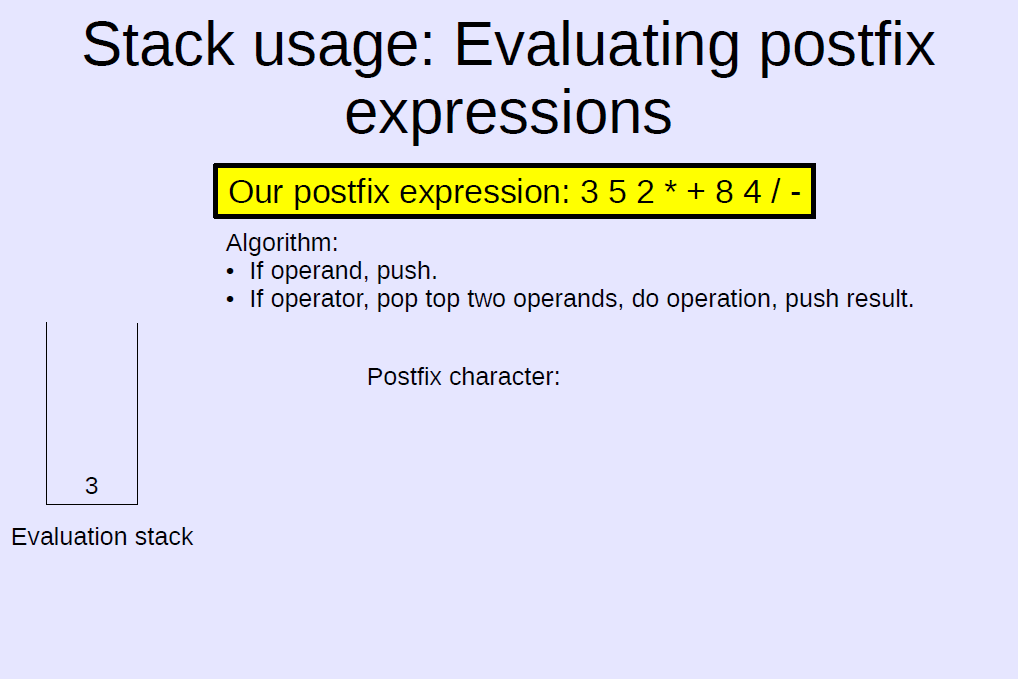 Stack usage: Evaluating postfix
expressions
Our postfix expression: 3 5 2 * + 8 4 / -
Algorithm:
• If operand, push.
• If operator, pop top two operands, do operation, push result.
Postfix character:
3
Evaluation stack